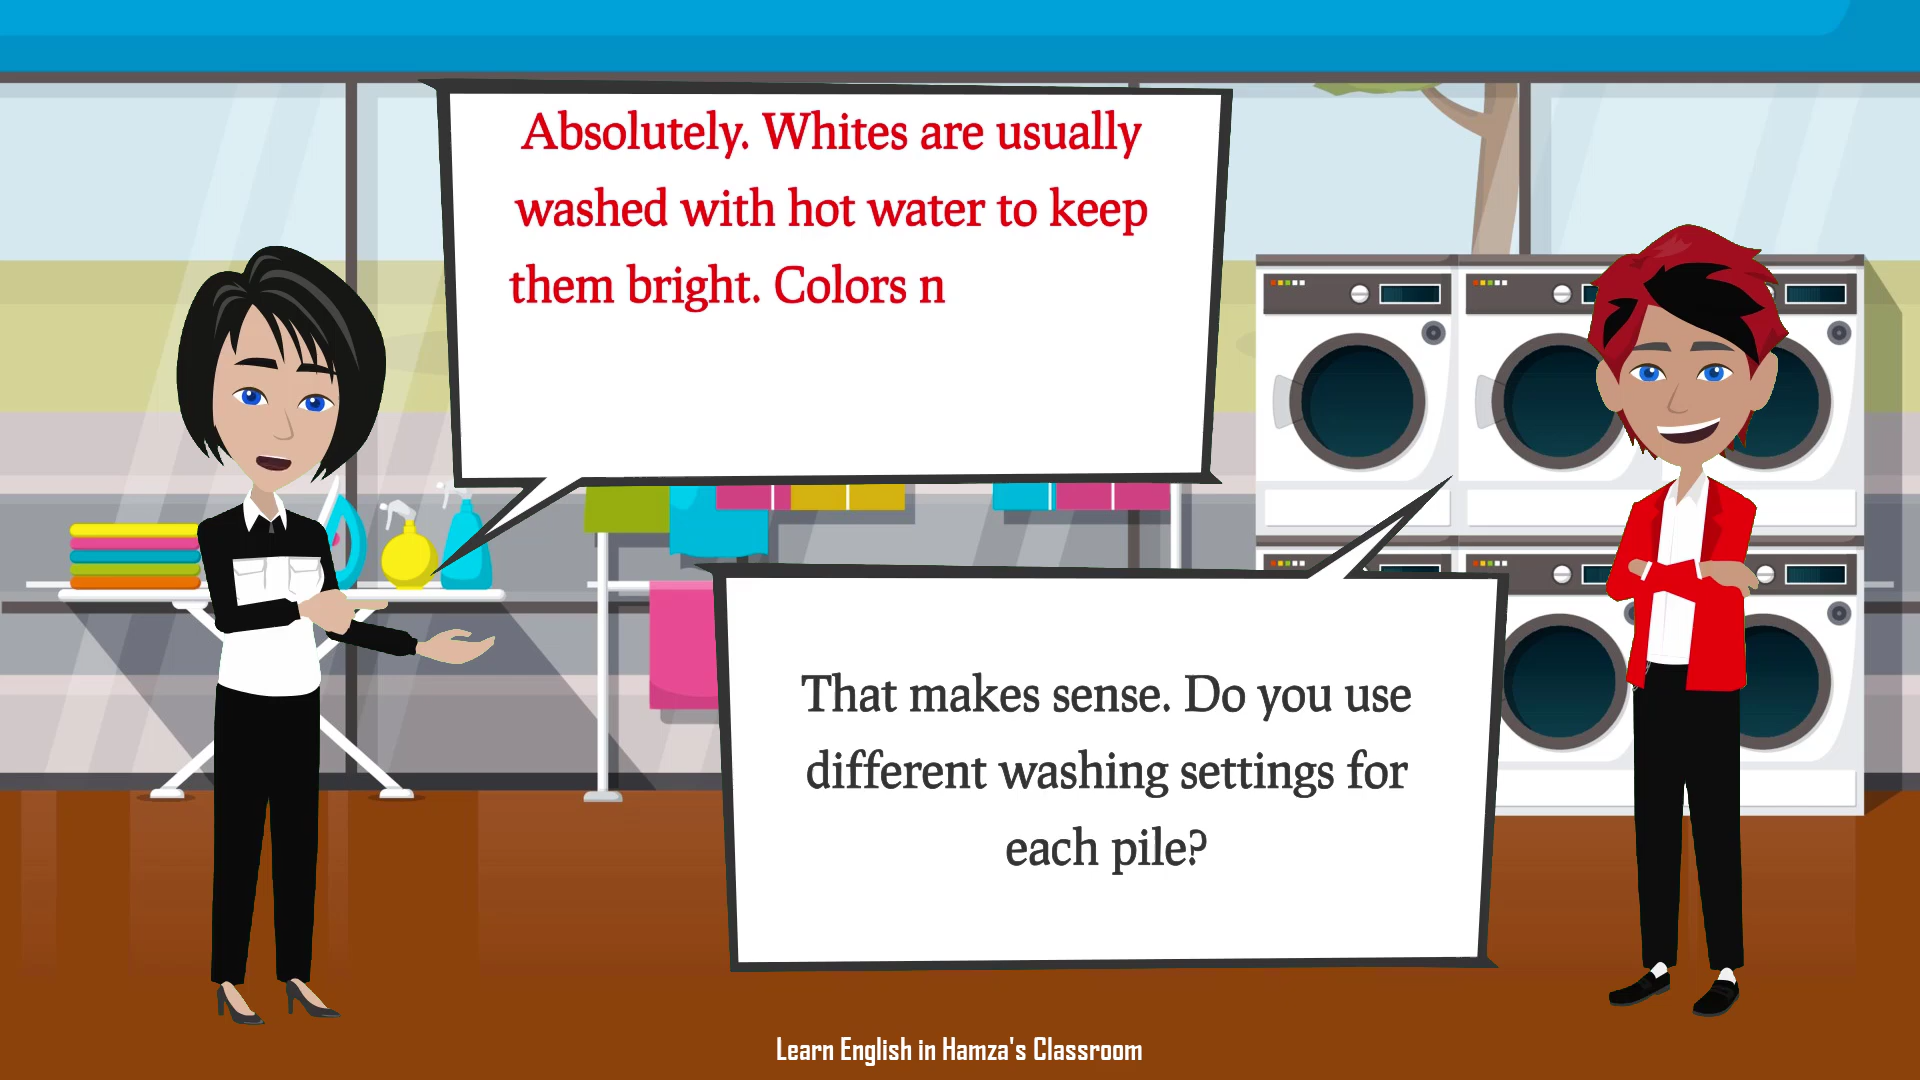 Absolutely. Whites are usually
washed with hot water to keep
them bright. Colors n
That makes sense. Do you use
different washing settings for
each pile?
Learn English in Hamza's Classroom